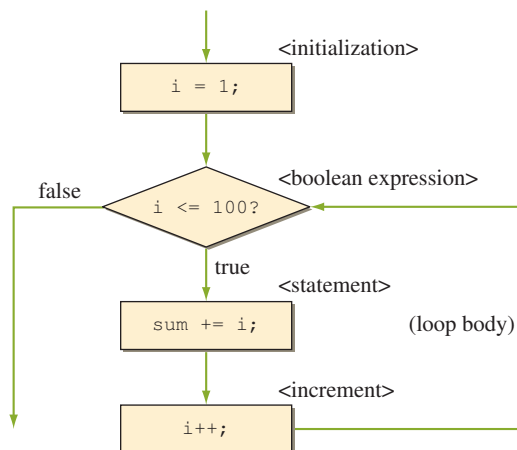 <initialization>
i = 1;
<boolean expression>
false
i <= 100?
true
<statement>
sum += i;
(loop body)
<increment>
i++;